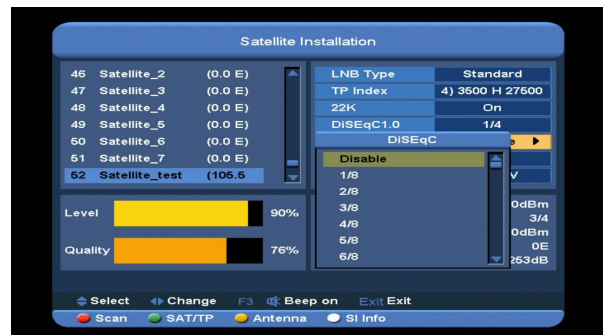 Satellite Installation
46 Satellite_2 (0.0 E)
47 Satellite_3 (0.0 E)
48 Satellite_4 (0.0 E)
49 Satellite_5 (0.0 E)
50 Satellite_6 (0.0 E)
51 Satellite_7 (0.0 E)
52 Satellite_test (105.5
LNB Type Standard
TP Index 4) 3500 H 27500
22K On
DiSEqC1.0 1/4
e
V
DiSEqC
Disable
1/8
2/8
3/8
4/8
5/8
6/8
0dBm
3/4
0dBm
0E
253dB
Level 90%
Quality 76%
Select Change F3 Beep on Exit Exit
Scan SAT/TP Antenna SI Info